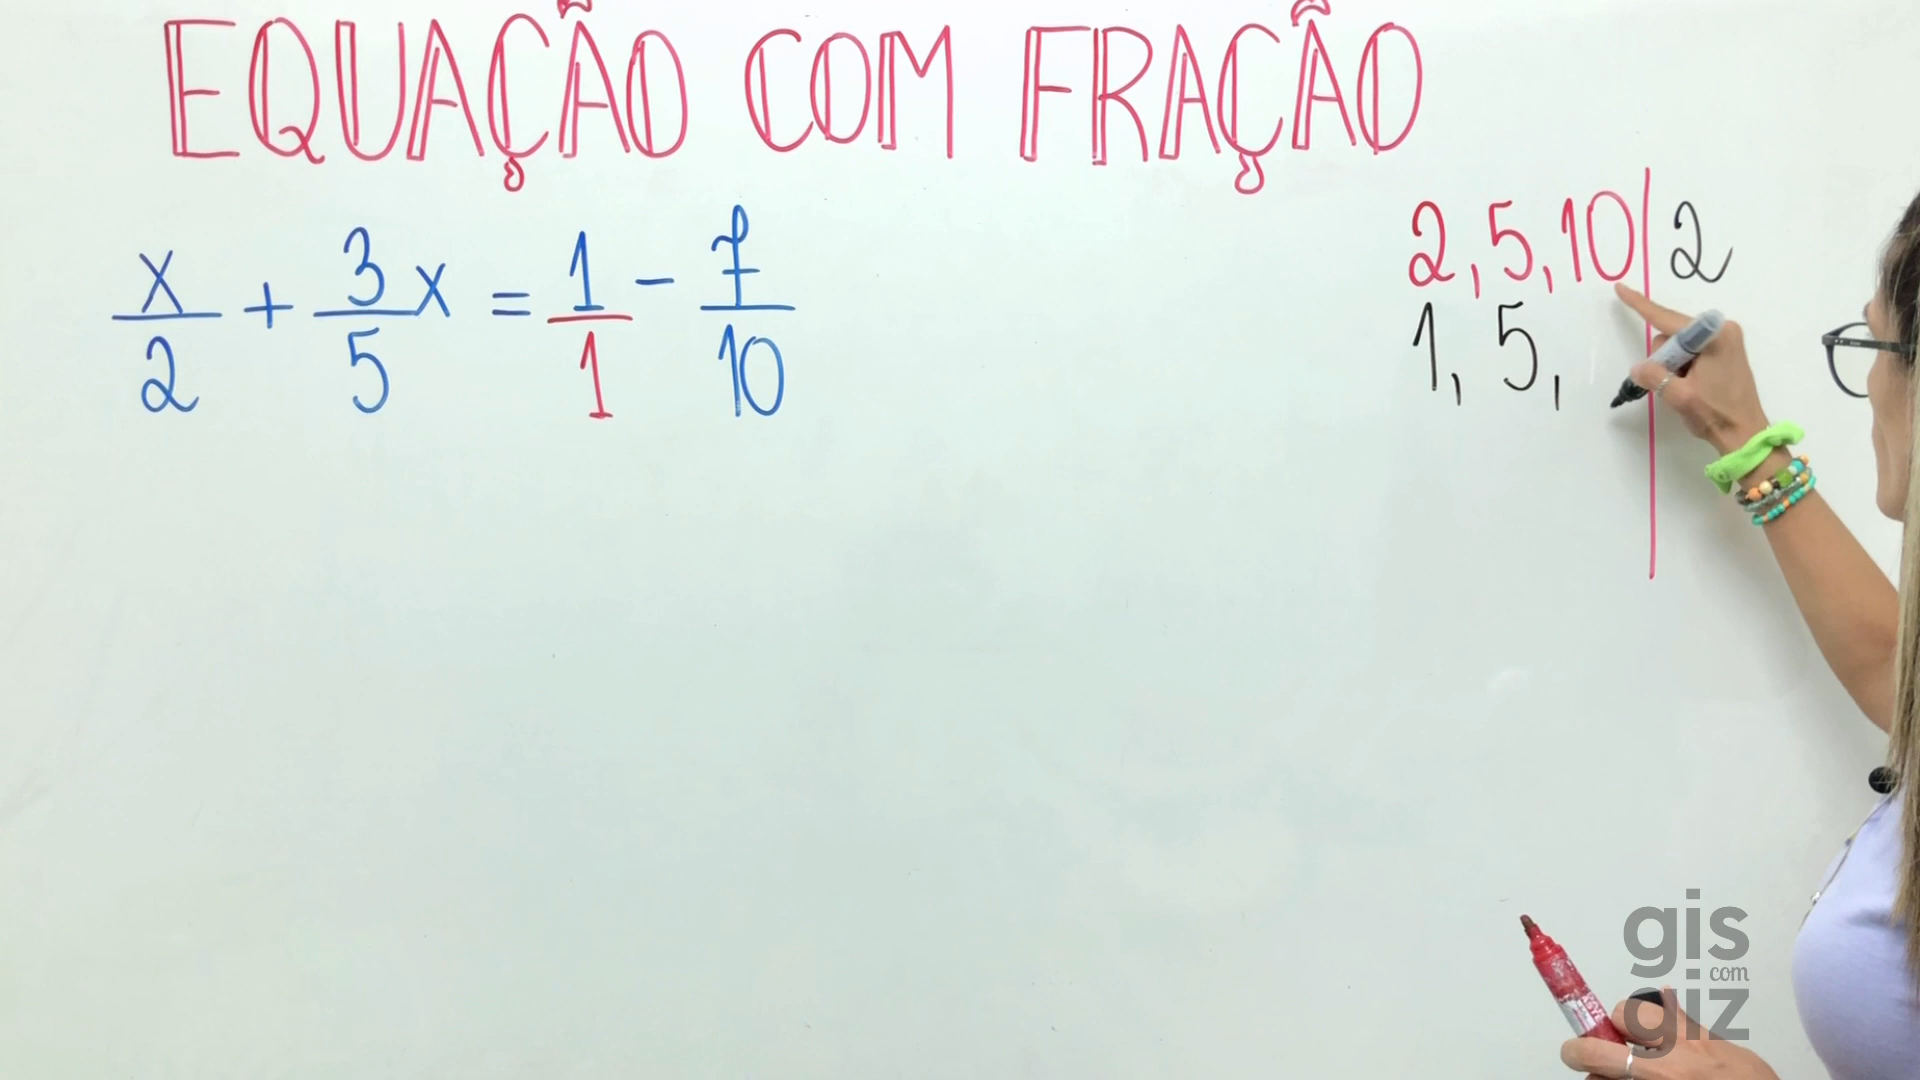 EQUAÇÃO COM FRAÇÃO
x/2 + 3/5 x = 1/1 - 7/10
2, 5, 10 | 2
1, 5,
gis
com
giz